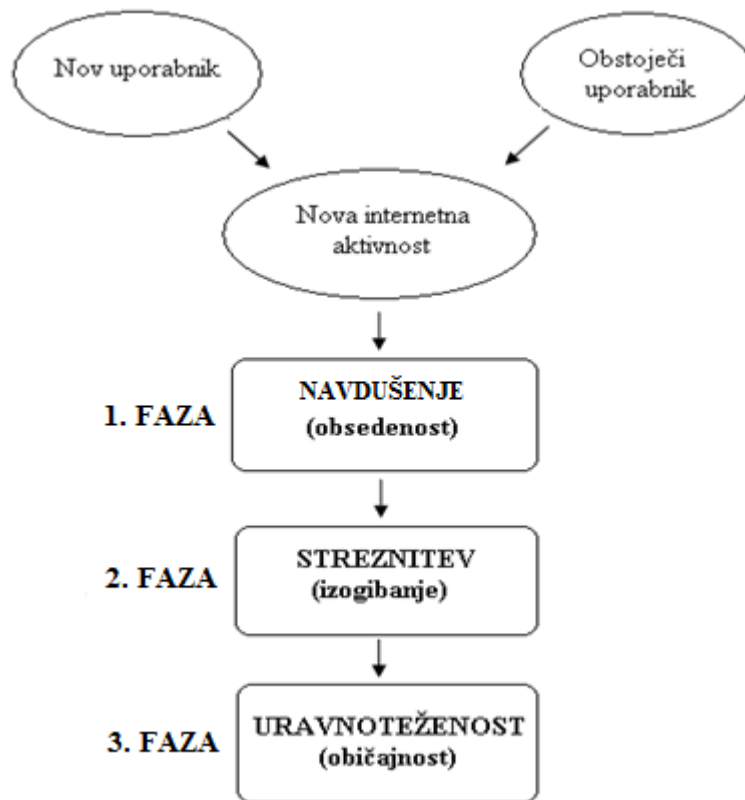 Nov uporabnik
Obstoječi
uporabnik
Nova internetna
aktivnost
1. FAZA
NAVDUŠENJE
(obsedenost)
2. FAZA
STREZNITEV
(izogibanje)
3. FAZA
URAVNOTEŽENOST
(običajnost)